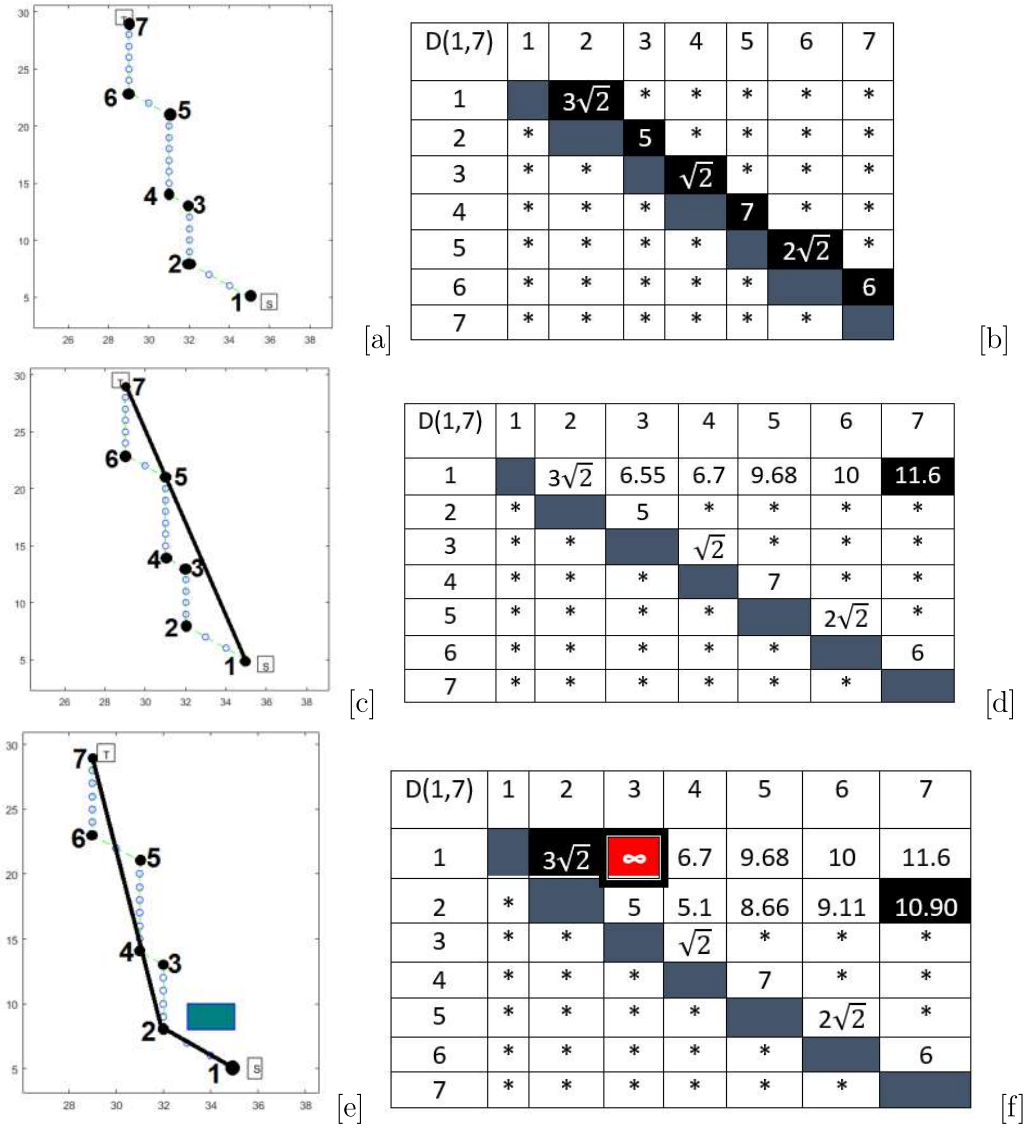 30
25
20
15
10
5
26 28 30 32 34 36 38
T
7
6
5
4
3
2
1
S
[a]
D(1,7) 1 2 3 4 5 6 7
1 3√2 * * * * *
2 * 5 * * * *
3 * * √2 * * *
4 * * * 7 * *
5 * * * * 2√2 *
6 * * * * * 6
7 * * * * * *
[b]
30
25
20
15
10
5
26 28 30 32 34 36 38
T
7
6
5
4
3
2
1
S
[c]
D(1,7) 1 2 3 4 5 6 7
1 3√2 6.55 6.7 9.68 10 11.6
2 * 5 * * * *
3 * * √2 * * *
4 * * * 7 * *
5 * * * * 2√2 *
6 * * * * * 6
7 * * * * * *
[d]
30
25
20
15
10
5
28 30 32 34 36 38
7
T
6
5
4
3
2
1
S
[e]
D(1,7) 1 2 3 4 5 6 7
1 3√2 ∞ 6.7 9.68 10 11.6
2 * 5 5.1 8.66 9.11 10.90
3 * * √2 * * *
4 * * * 7 * *
5 * * * * 2√2 *
6 * * * * * 6
7 * * * * * *
[f]